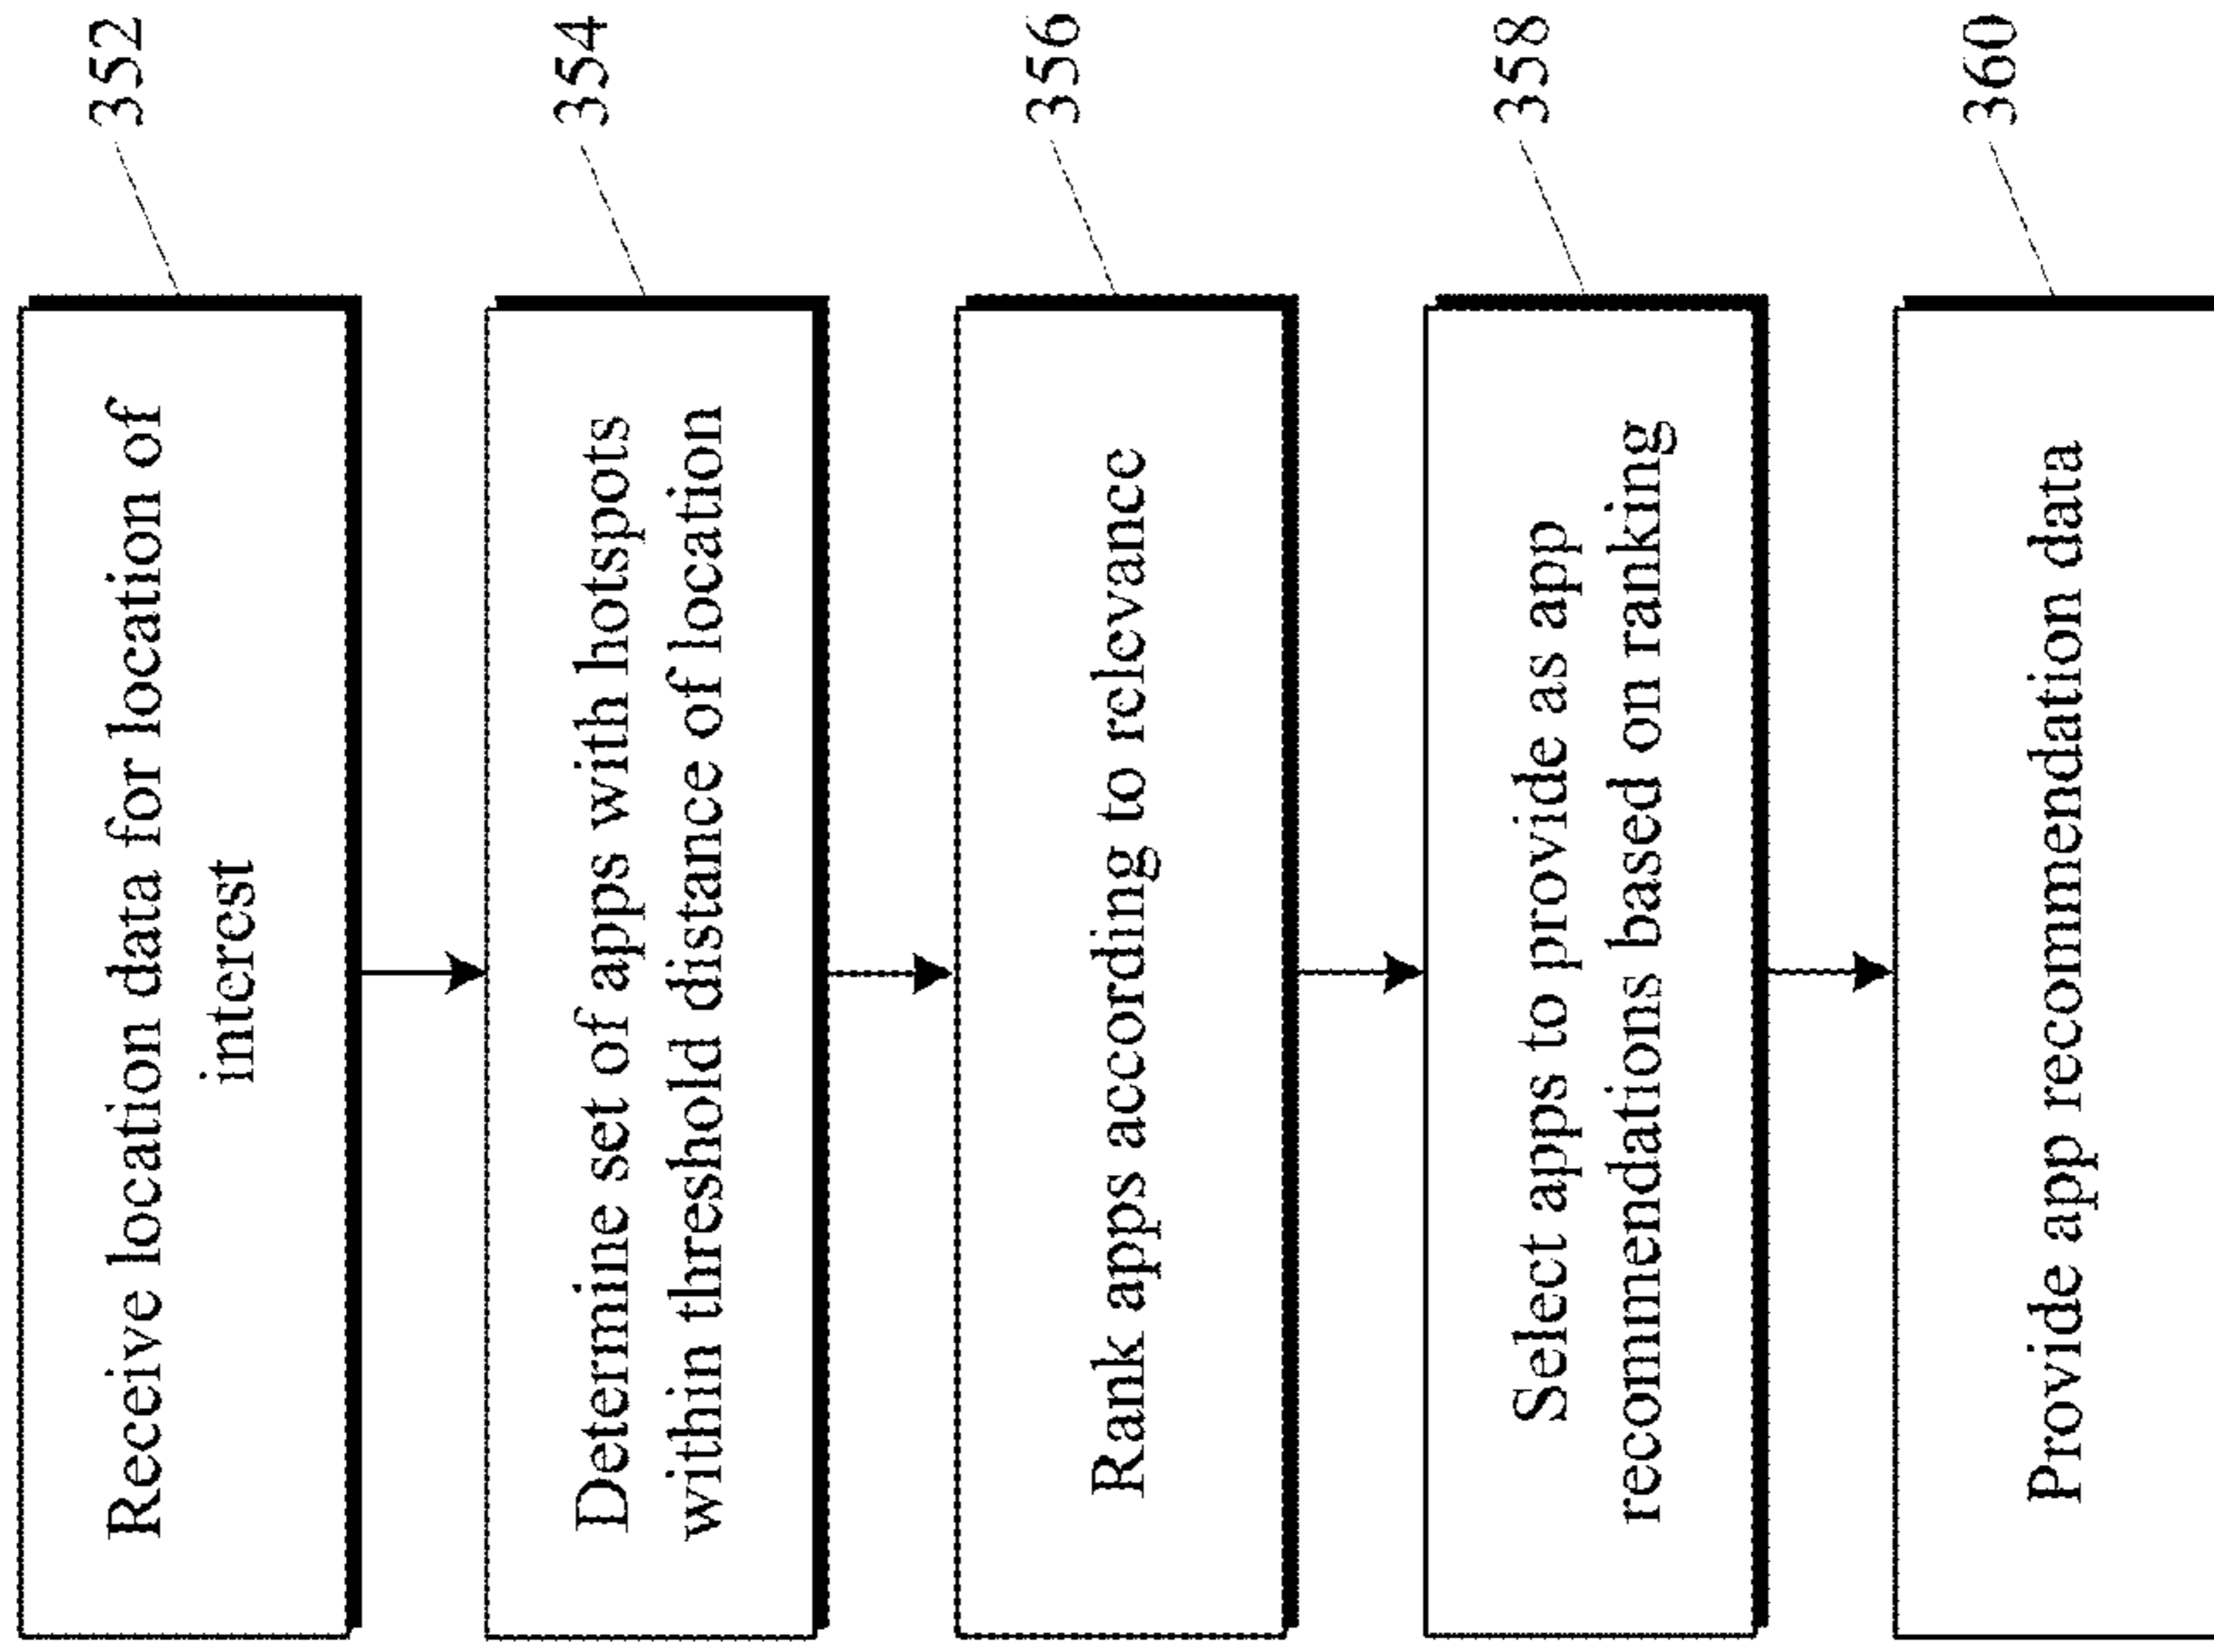 Receive location data for location of
interest
352
Determine set of apps with hotspots
within threshold distance of location
354
Rank apps according to relevance
356
Select apps to provide as app
recommendations based on ranking
358
Provide app recommendation data
360